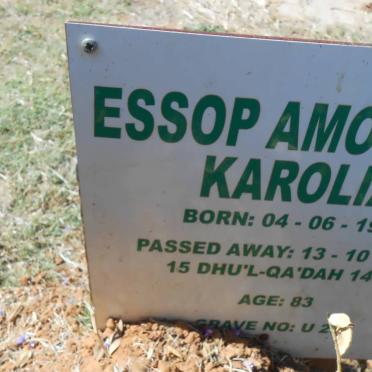 ESSOP AMO
KAROLI
BORN: 04 - 06 - 19
PASSED AWAY: 13 - 10
15 DHU'L-QA'DAH 14
AGE: 83
GRAVE NO: U 2